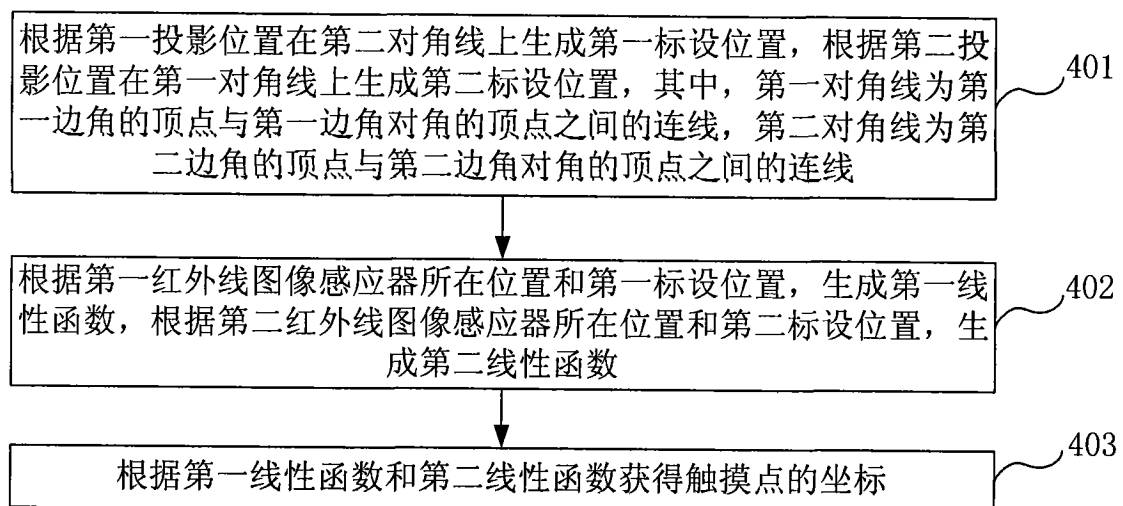 根据第一投影位置在第二对角线上生成第一标设位置，根据第二投
影位置在第一对角线上生成第二标设位置，其中，第一对角线为第
一边角的顶点与第一边角对角的顶点之间的连线，第二对角线为第
二边角的顶点与第二边角对角的顶点之间的连线
401
根据第一红外线图像感应器所在位置和第一标设位置，生成第一线
性函数，根据第二红外线图像感应器所在位置和第二标设位置，生
成第二线性函数
402
根据第一线性函数和第二线性函数获得触摸点的坐标
403